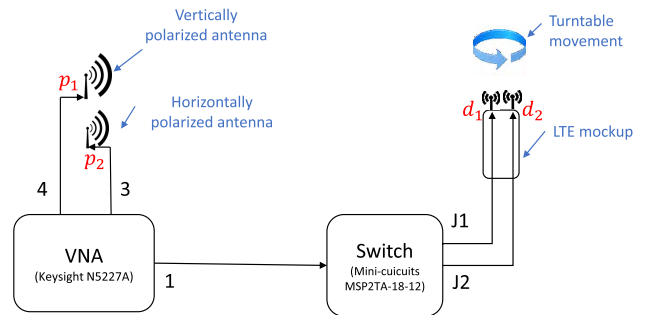 Vertically
polarized antenna
p1
Horizontally
polarized antenna
p2
4
3
VNA
(Keysight N5227A)
1
Switch
(Mini-cuicuits
MSP2TA-18-12)
J1
J2
Turntable
movement
d1
d2
LTE mockup